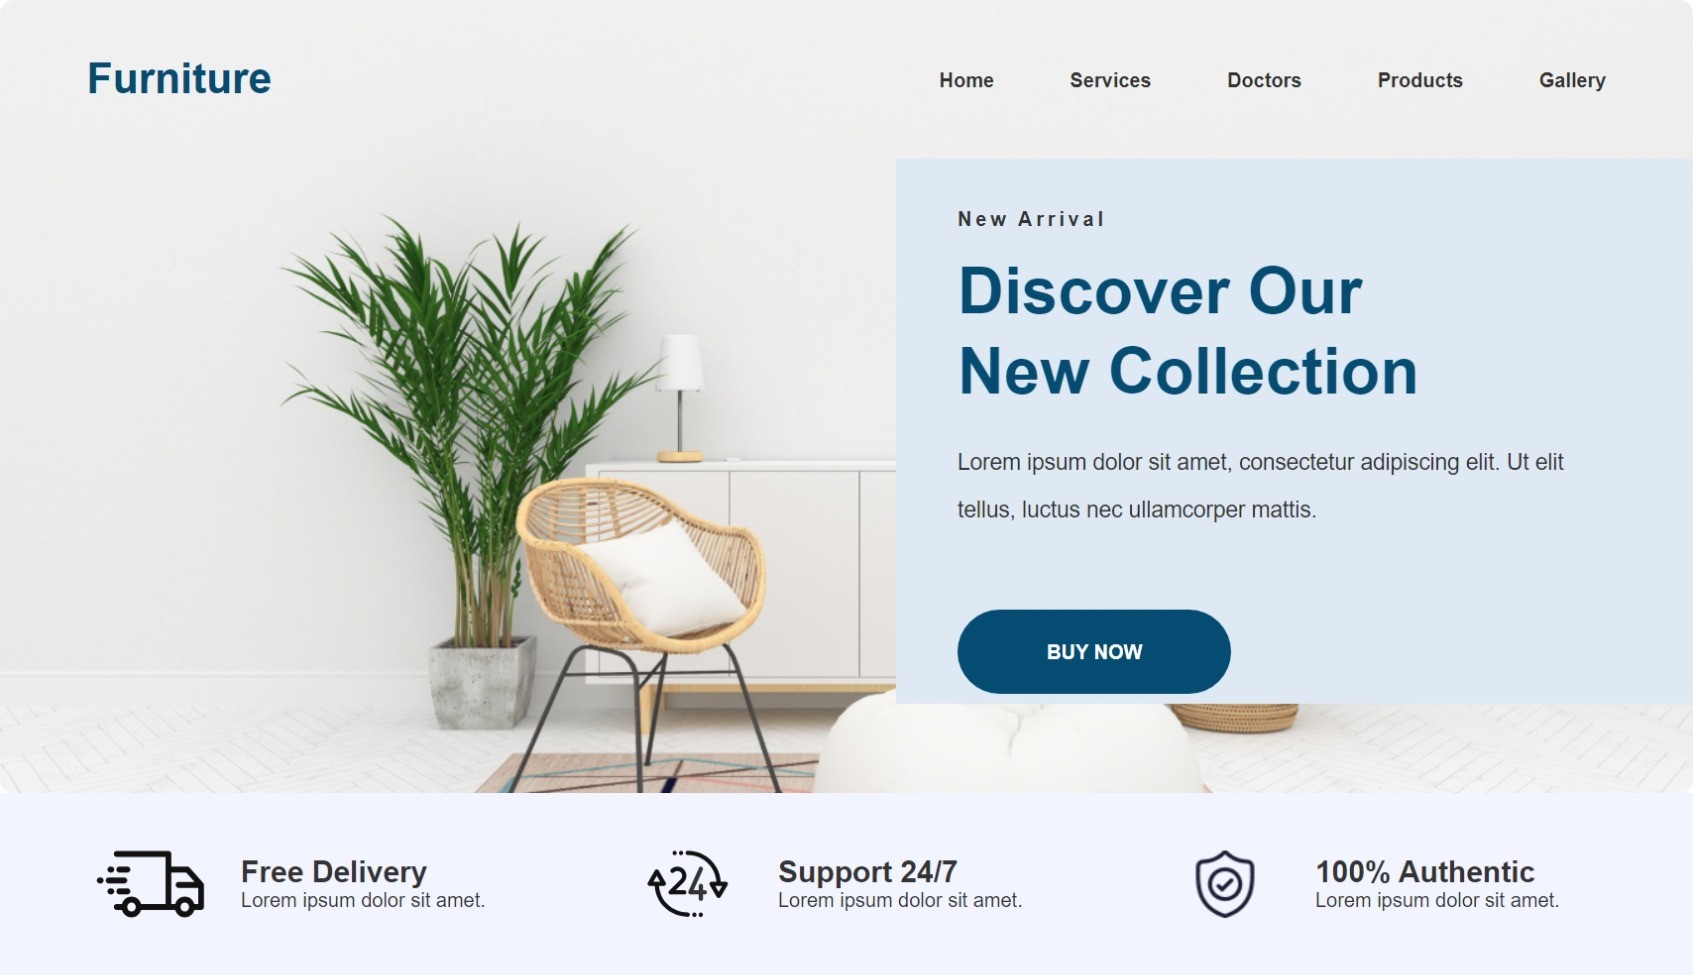 Furniture
Home Services Doctors Products Gallery
New Arrival
Discover Our
New Collection
Lorem ipsum dolor sit amet, consectetur adipiscing elit. Ut elit
tellus, luctus nec ullamcorper mattis.
BUY NOW
Free Delivery
Lorem ipsum dolor sit amet.
24
Support 24/7
Lorem ipsum dolor sit amet.
100% Authentic
Lorem ipsum dolor sit amet.